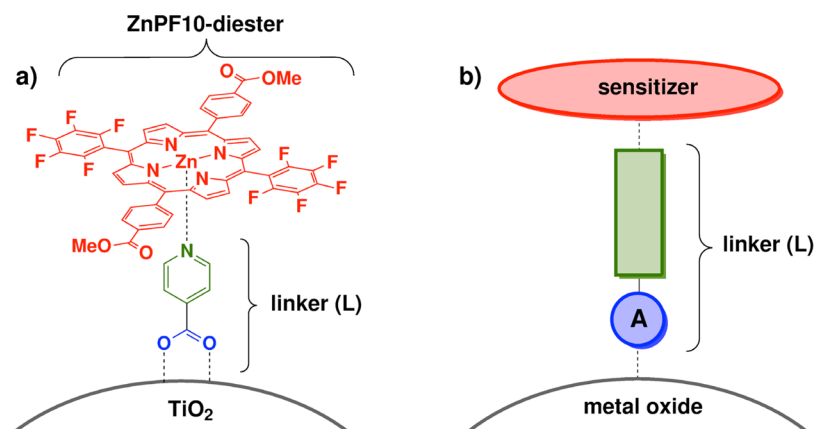 ZnPF10-diester
a)
b)
O
OMe
sensitizer
F
F
F
F
F
N
N
Zn
N
N
F
F
F
F
F
MeO
O
N
linker (L)
linker (L)
A
O
O
TiO2
metal oxide